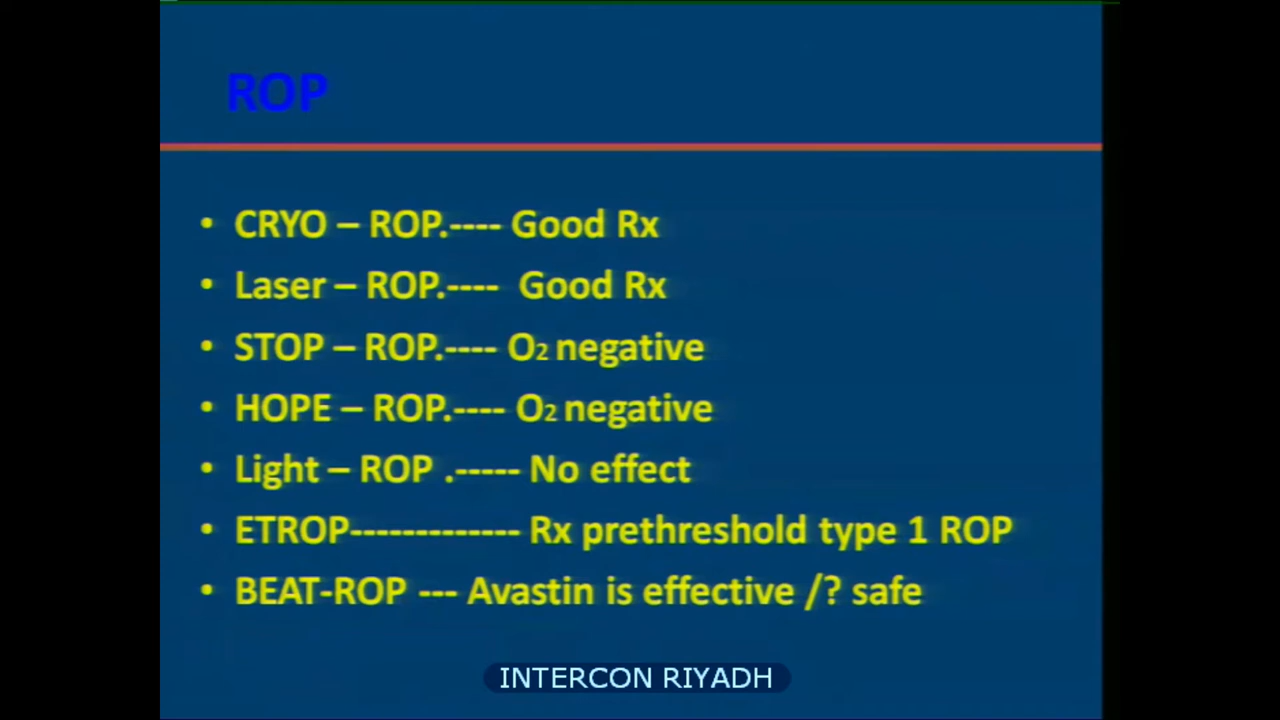 ROP
• CRYO – ROP.---- Good Rx
• Laser – ROP.---- Good Rx
• STOP – ROP.---- O₂ negative
• HOPE – ROP.---- O₂ negative
• Light – ROP .----- No effect
• ETROP------------- Rx prethreshold type 1 ROP
• BEAT-ROP --- Avastin is effective /? safe
INTERCON RIYADH